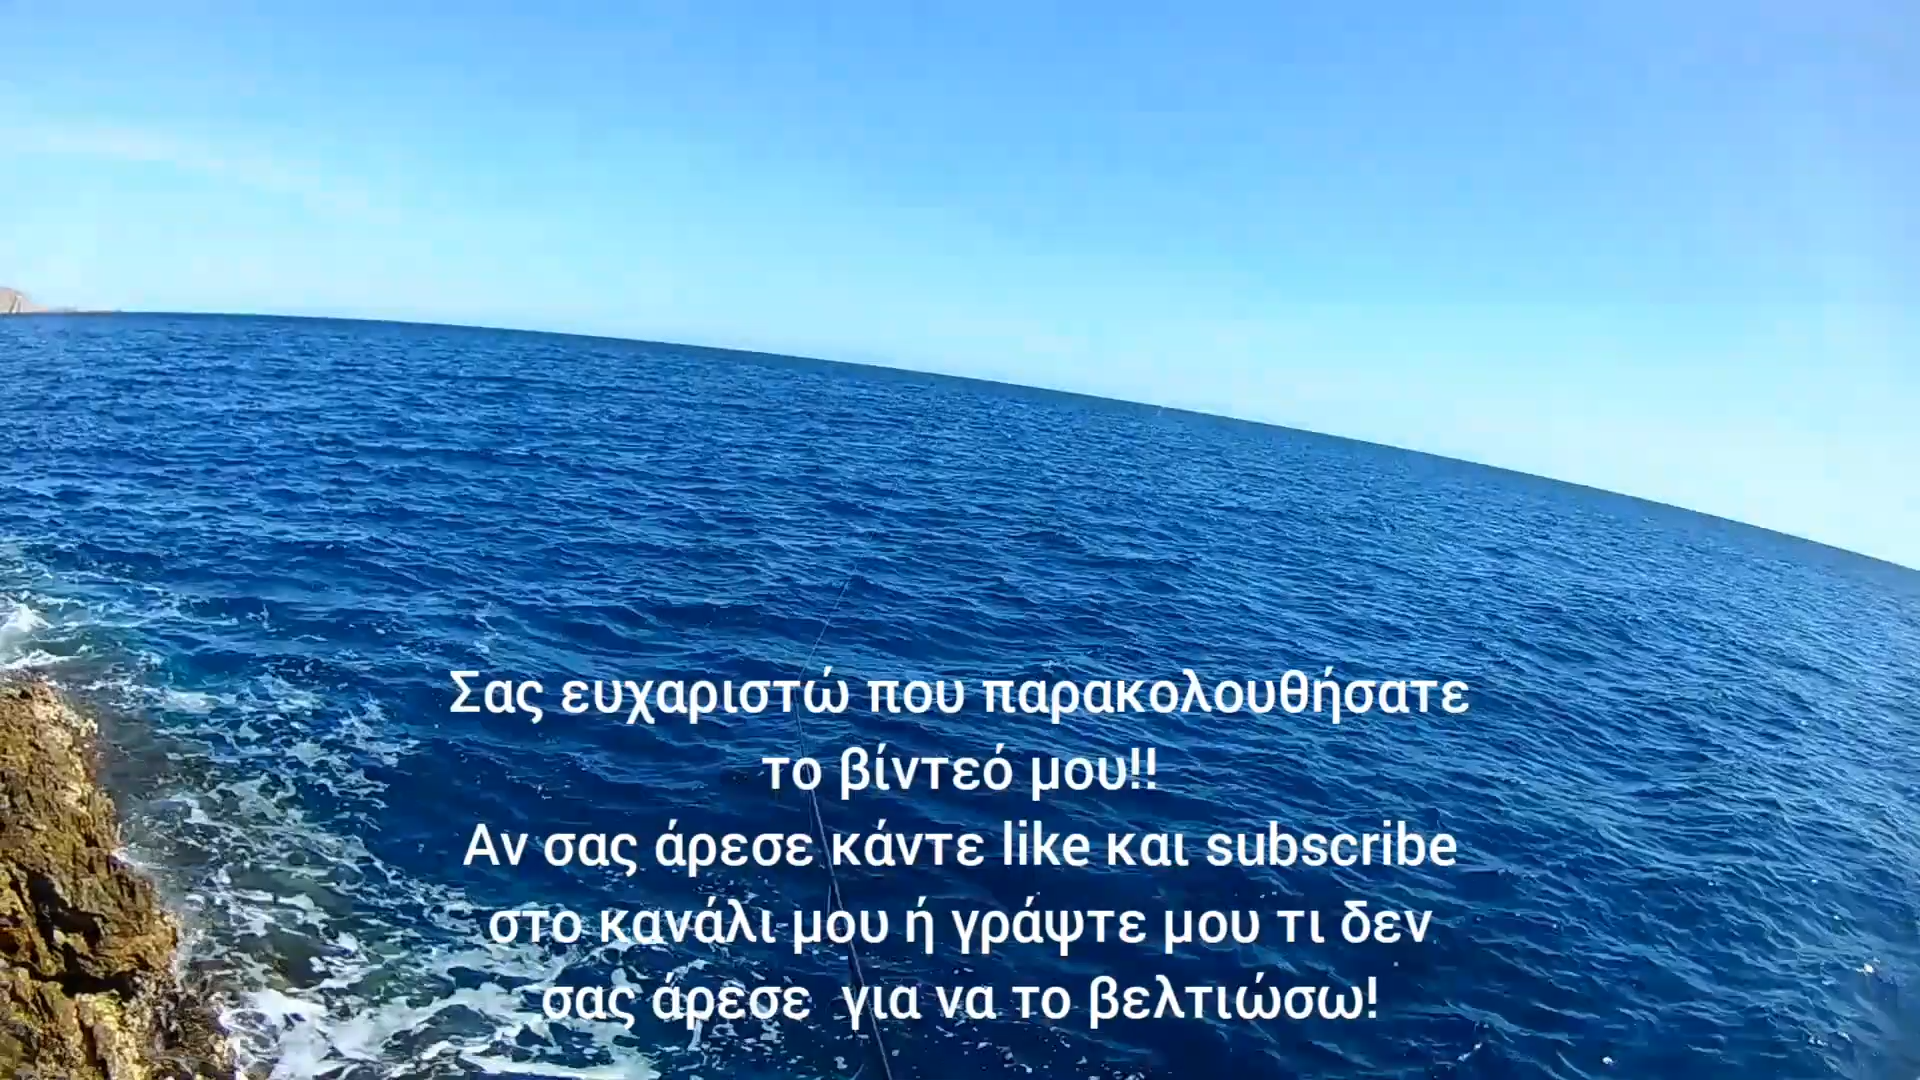 Σας ευχαριστώ που παρακολουθήσατε
το βίντεό μου!!
Αν σας άρεσε κάντε like και subscribe
στο κανάλι μου ή γράψτε μου τι δεν
σας άρεσε  για να το βελτιώσω!